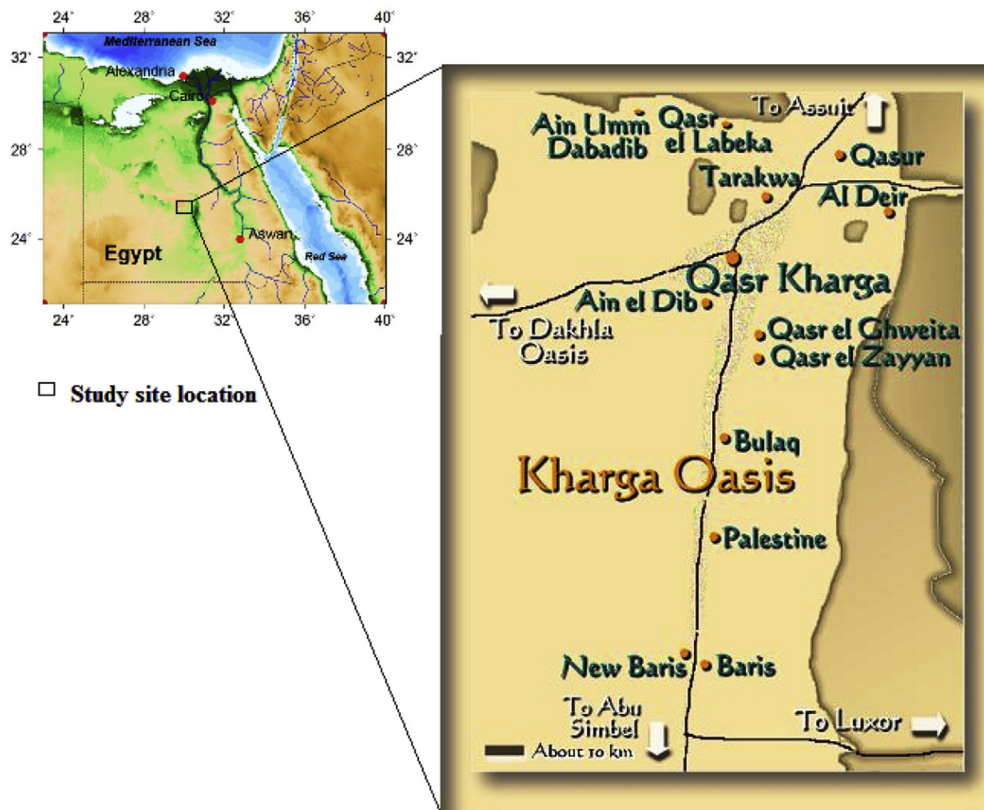 24° 28° 32° 36° 40°
Mediterranean Sea
32° 32°
Alexandria
Cairo
28° 28°
24° 24°
Aswan
Egypt
Red Sea
24° 28° 32° 36° 40°
Study site location
To Assuit
Ain Umm
Dabadib
Qasr
el Labeka
Qasur
Tarakwa
Al Deir
Qasr Kharga
Ain el Dib
To Dakhla
Oasis
Qasr el Ghweita
Qasr el Zayyan
Bulaq
Kharga Oasis
Palestine
New Baris
Baris
To Abu
Simbel
To Luxor
About 10 km